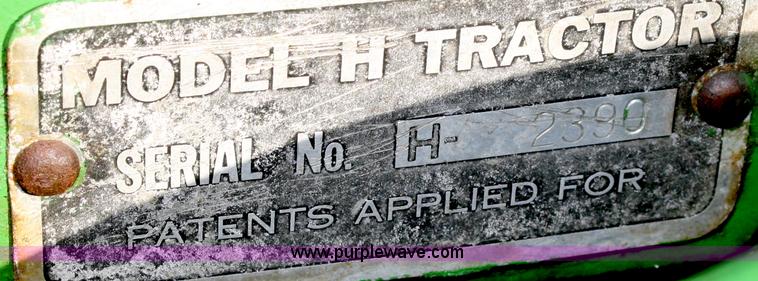 MODEL H TRACTOR
SERIAL No. H- 2390
PATENTS APPLIED FOR
www.purplewave.com